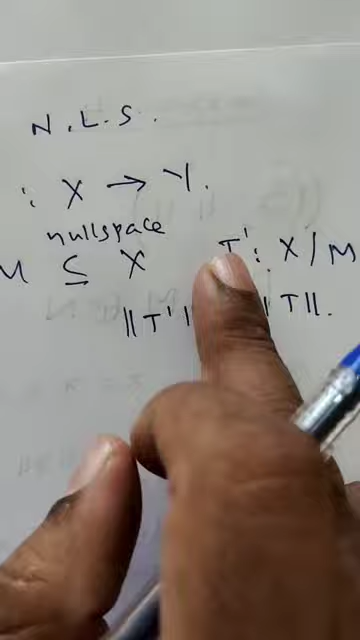 N.L.S.
: X → Y.
nullspace
M ⊆ X T' : X/M
||T' || T||.